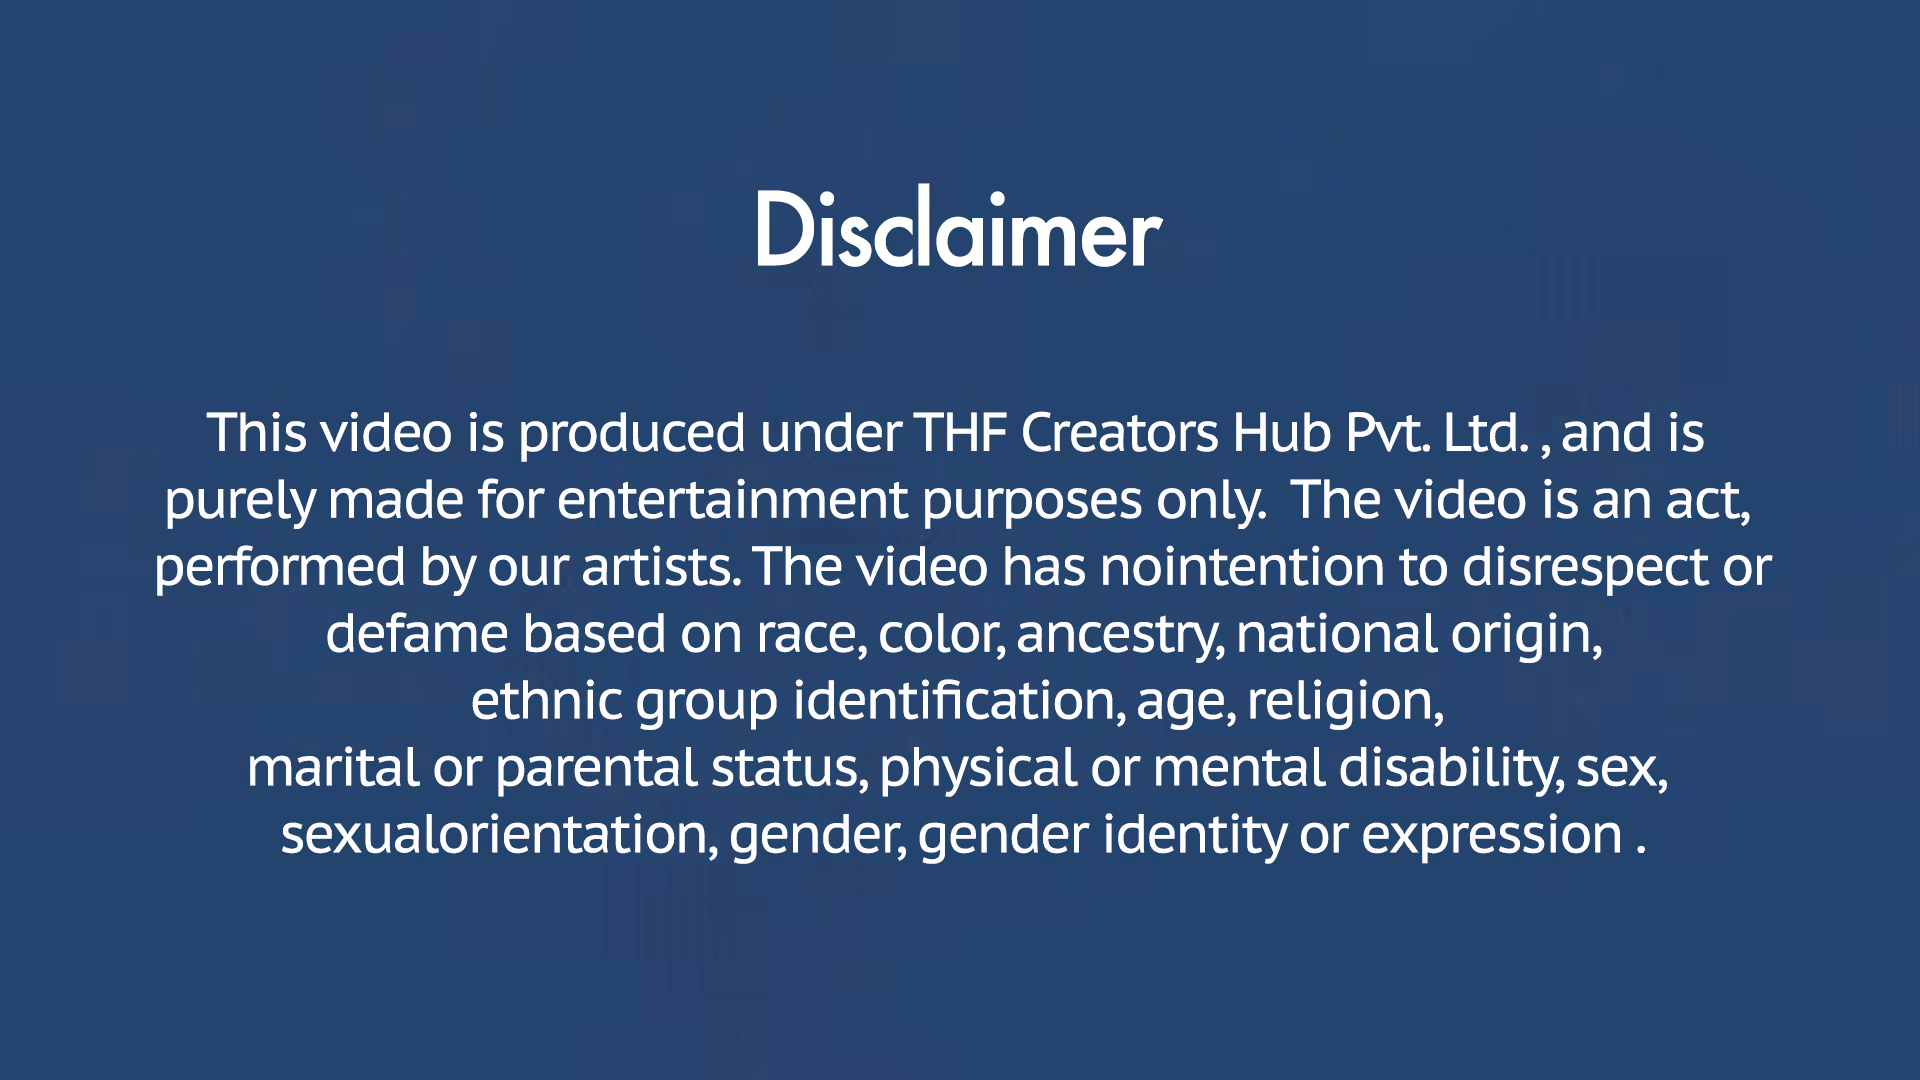 Disclaimer
This video is produced under THF Creators Hub Pvt. Ltd. , and is
purely made for entertainment purposes only.  The video is an act,
performed by our artists. The video has nointention to disrespect or
defame based on race, color, ancestry, national origin,
ethnic group identification, age, religion,
marital or parental status, physical or mental disability, sex,
sexualorientation, gender, gender identity or expression .